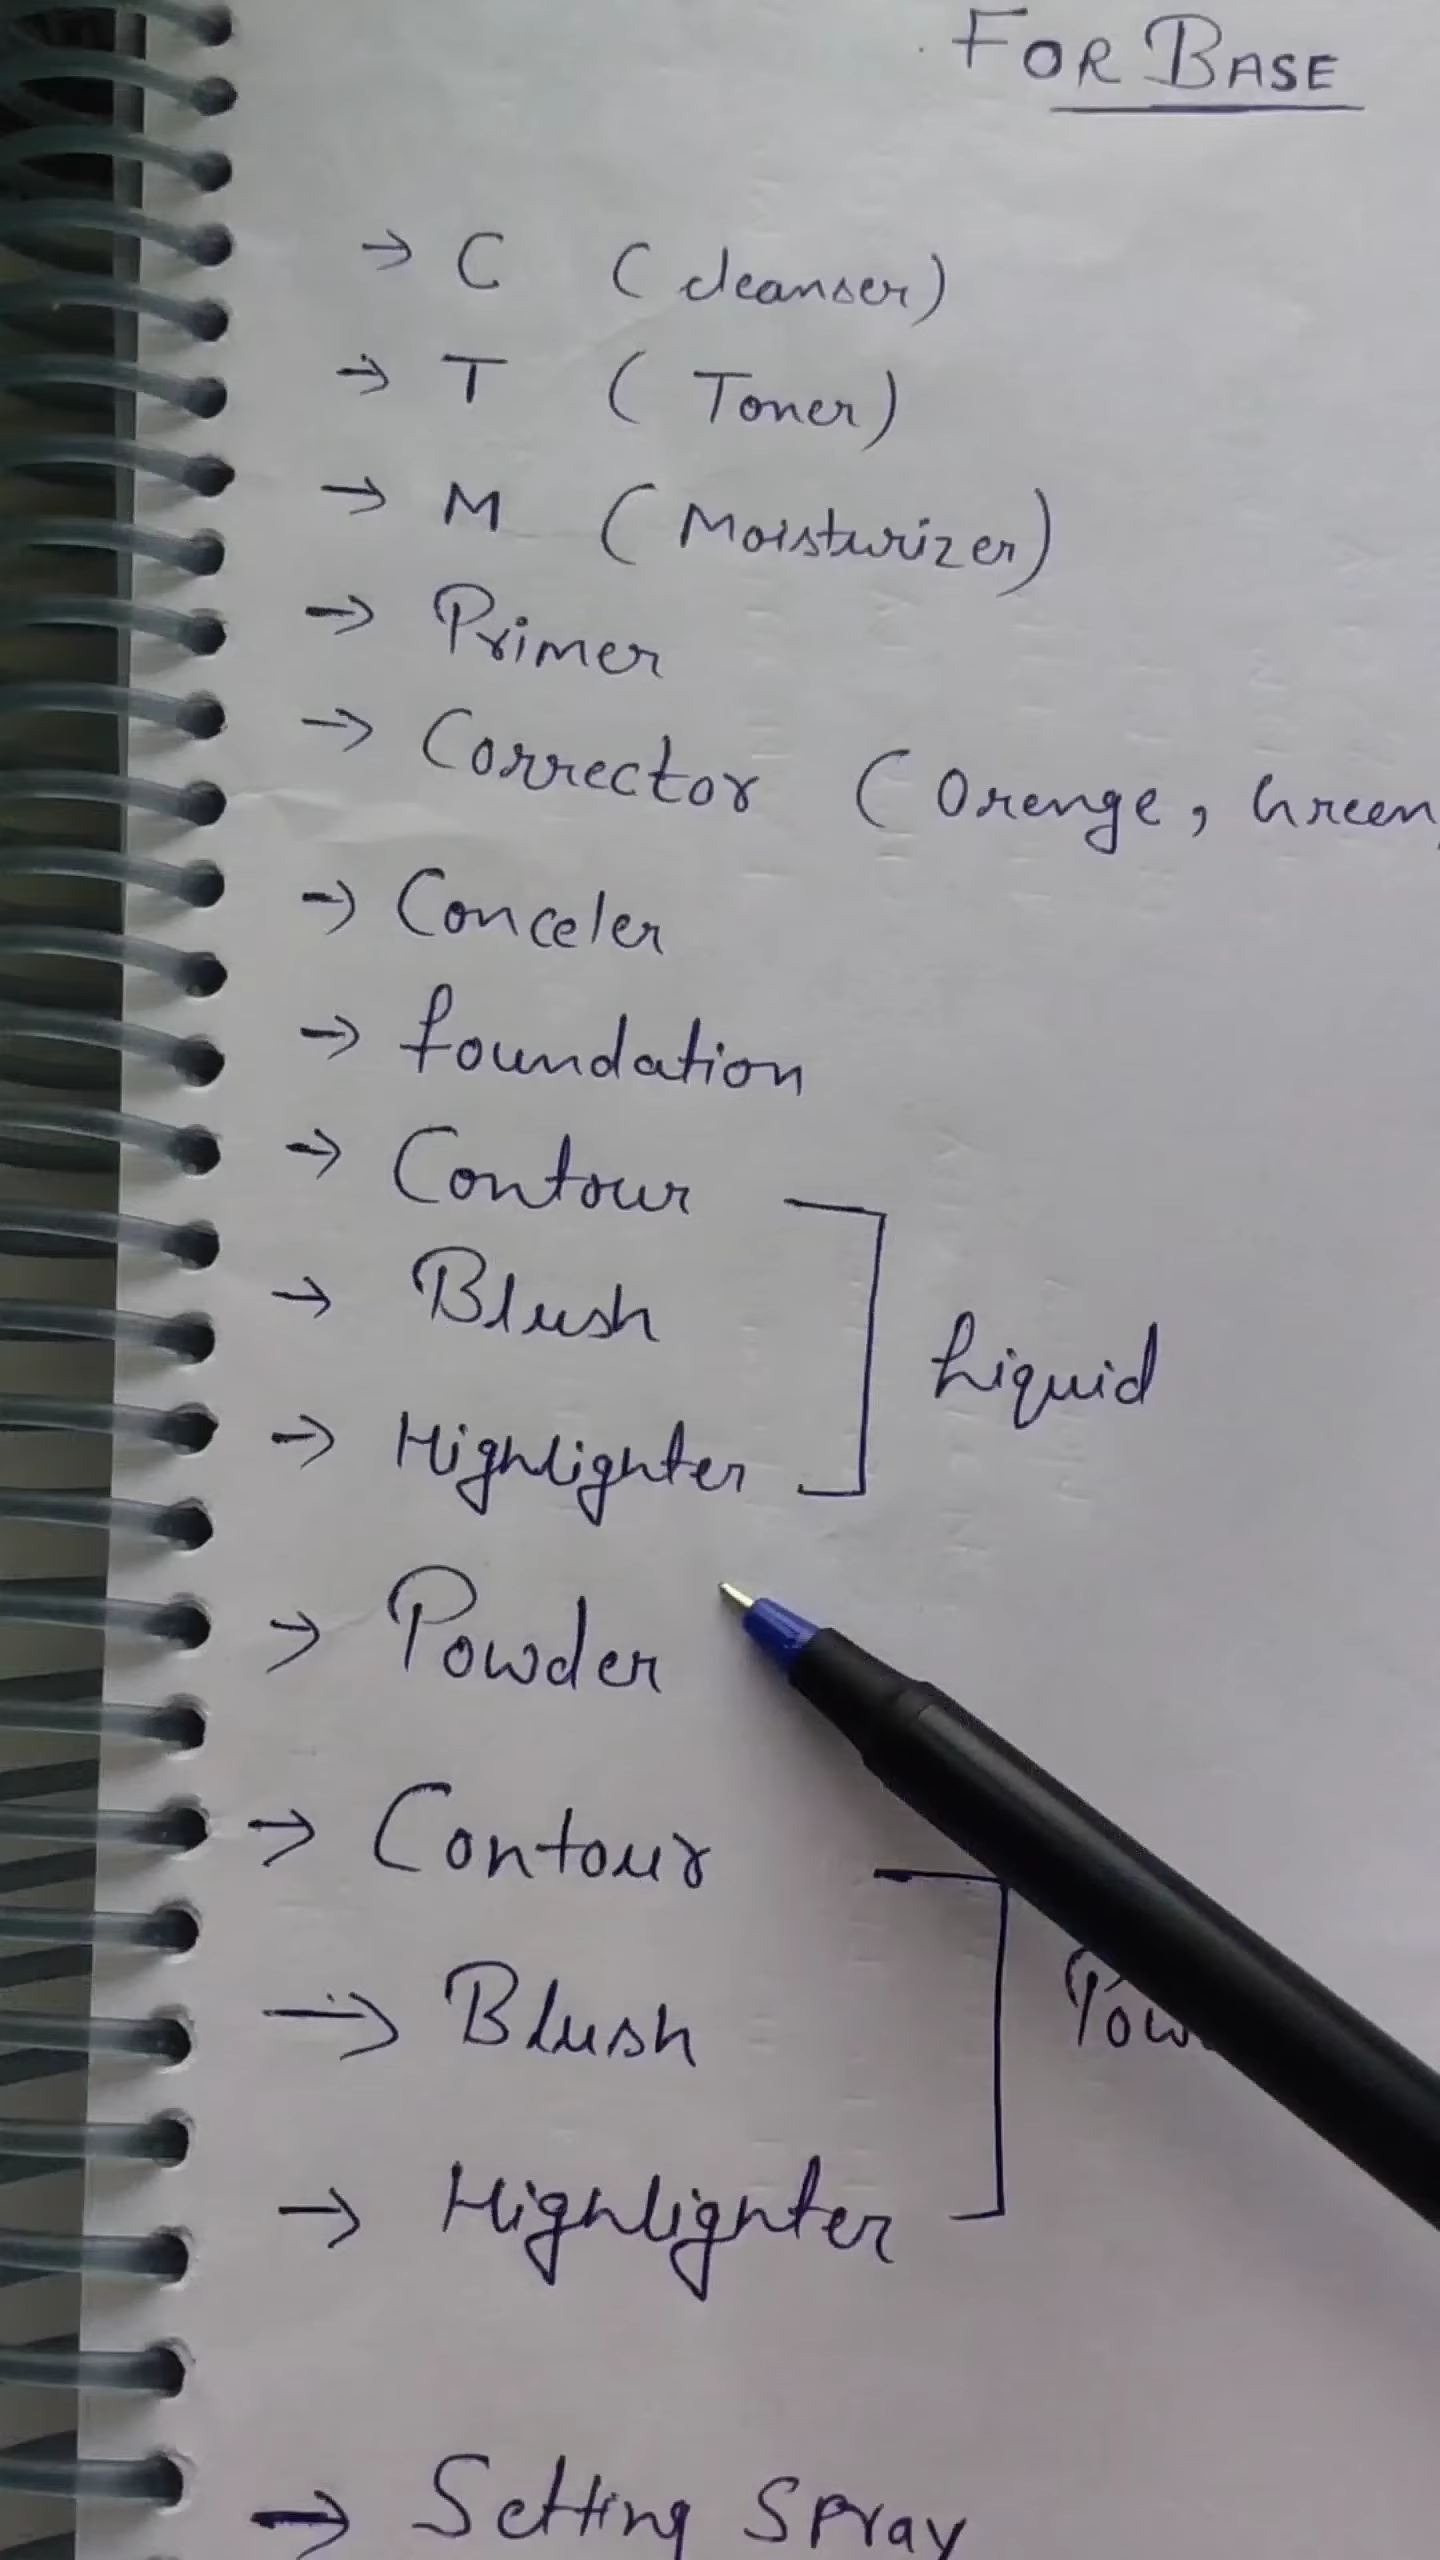 FOR BASE
→ C (cleanser)
→ T (Toner)
→ M (Moisturizer)
→ Primer
→ Corrector (Orenge, Green,
→ Conceler
→ foundation
→ Contour
→ Blush
Liquid
→ Highlighter
→ Powder
→ Contour
→ Blush
→ Highlighter
→ Setting Spray